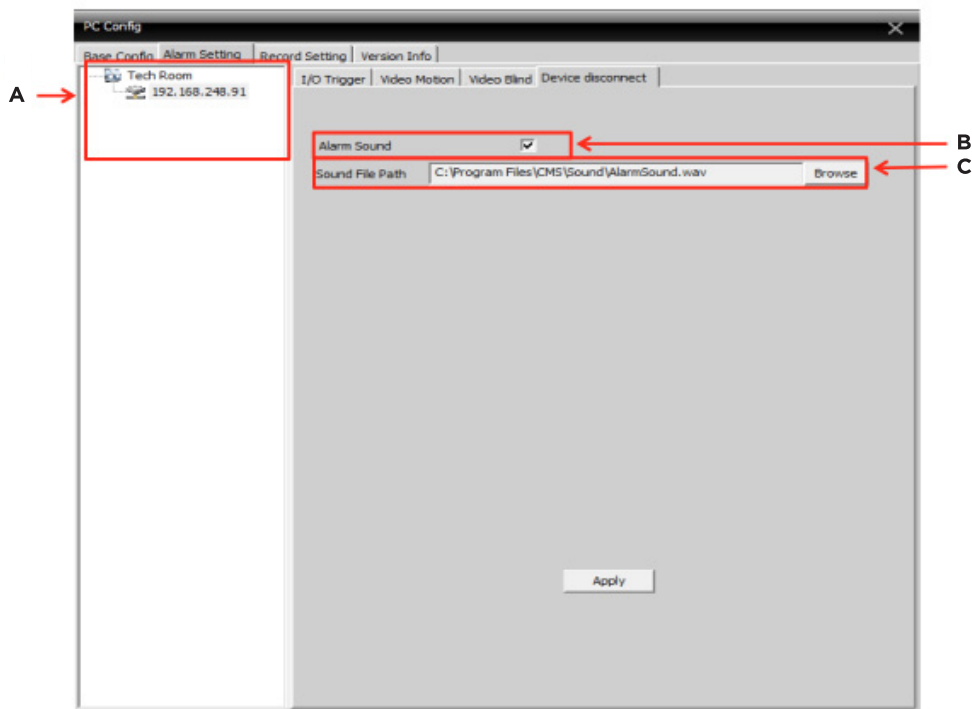 PC Config
Base Config Alarm Setting Record Setting Version Info
Tech Room
192.168.248.91
I/O Trigger Video Motion Video Blind Device disconnect
A
Alarm Sound
B
Sound File Path C:\Program Files\CMS\Sound\AlarmSound.wav Browse
C
Apply